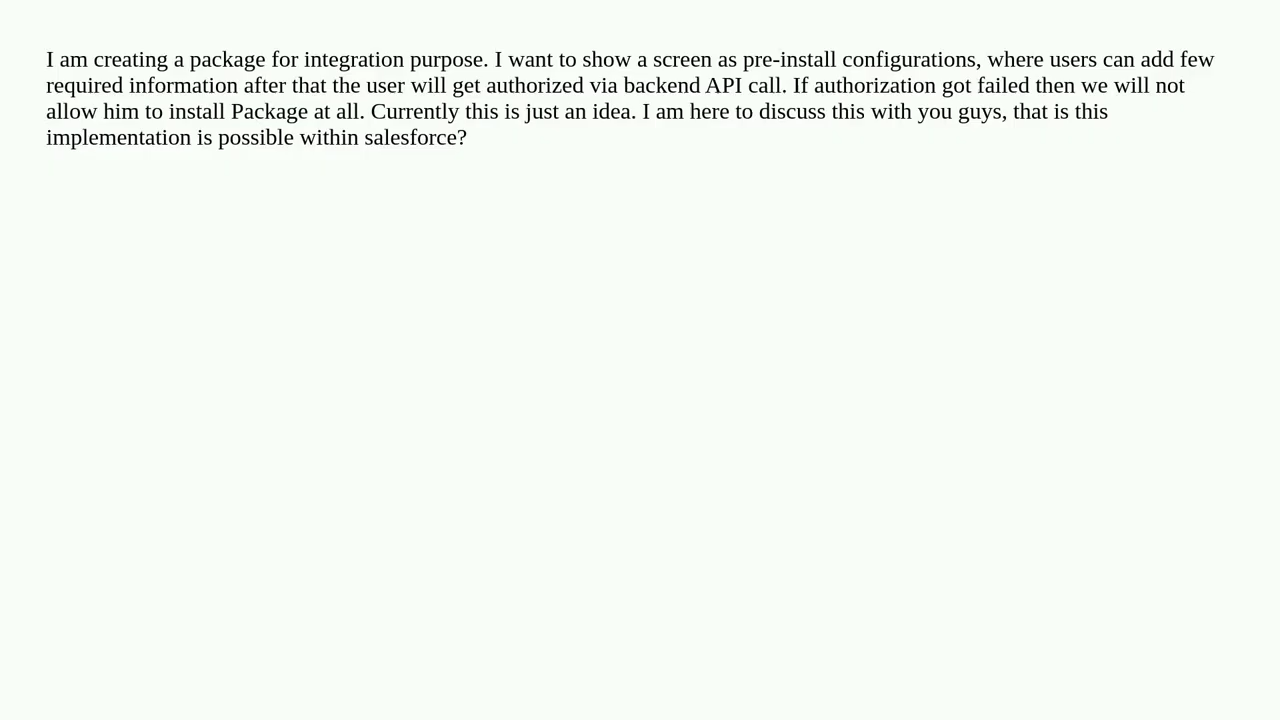 I am creating a package for integration purpose. I want to show a screen as pre-install configurations, where users can add few
required information after that the user will get authorized via backend API call. If authorization got failed then we will not
allow him to install Package at all. Currently this is just an idea. I am here to discuss this with you guys, that is this
implementation is possible within salesforce?